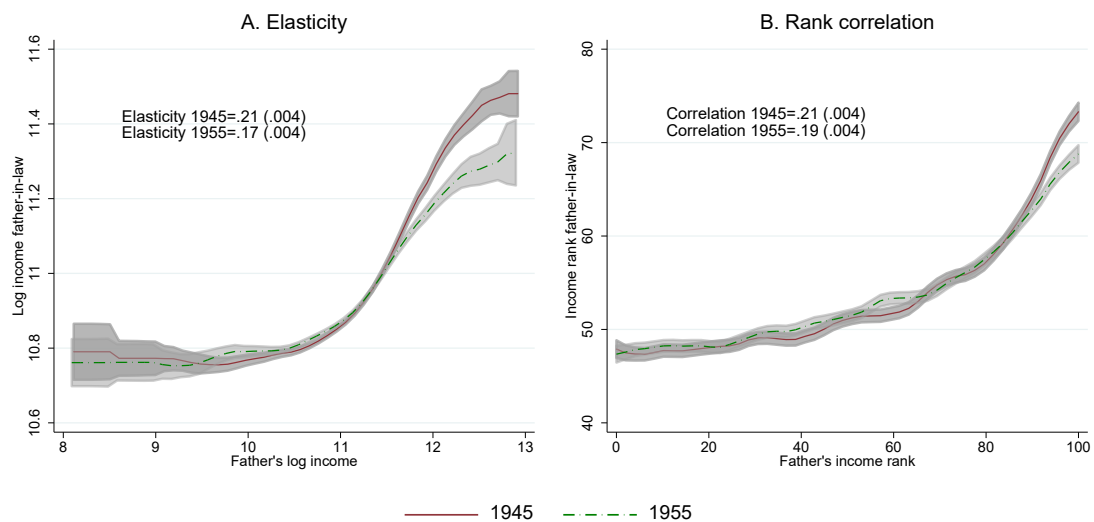 A. Elasticity
Log income father-in-law
11.6
11.4
11.2
11
10.8
10.6
Elasticity 1945=.21 (.004)
Elasticity 1955=.17 (.004)
8 9 10 11 12 13
Father's log income
B. Rank correlation
Income rank father-in-law
80
70
60
50
40
Correlation 1945=.21 (.004)
Correlation 1955=.19 (.004)
0 20 40 60 80 100
Father's income rank
1945 1955